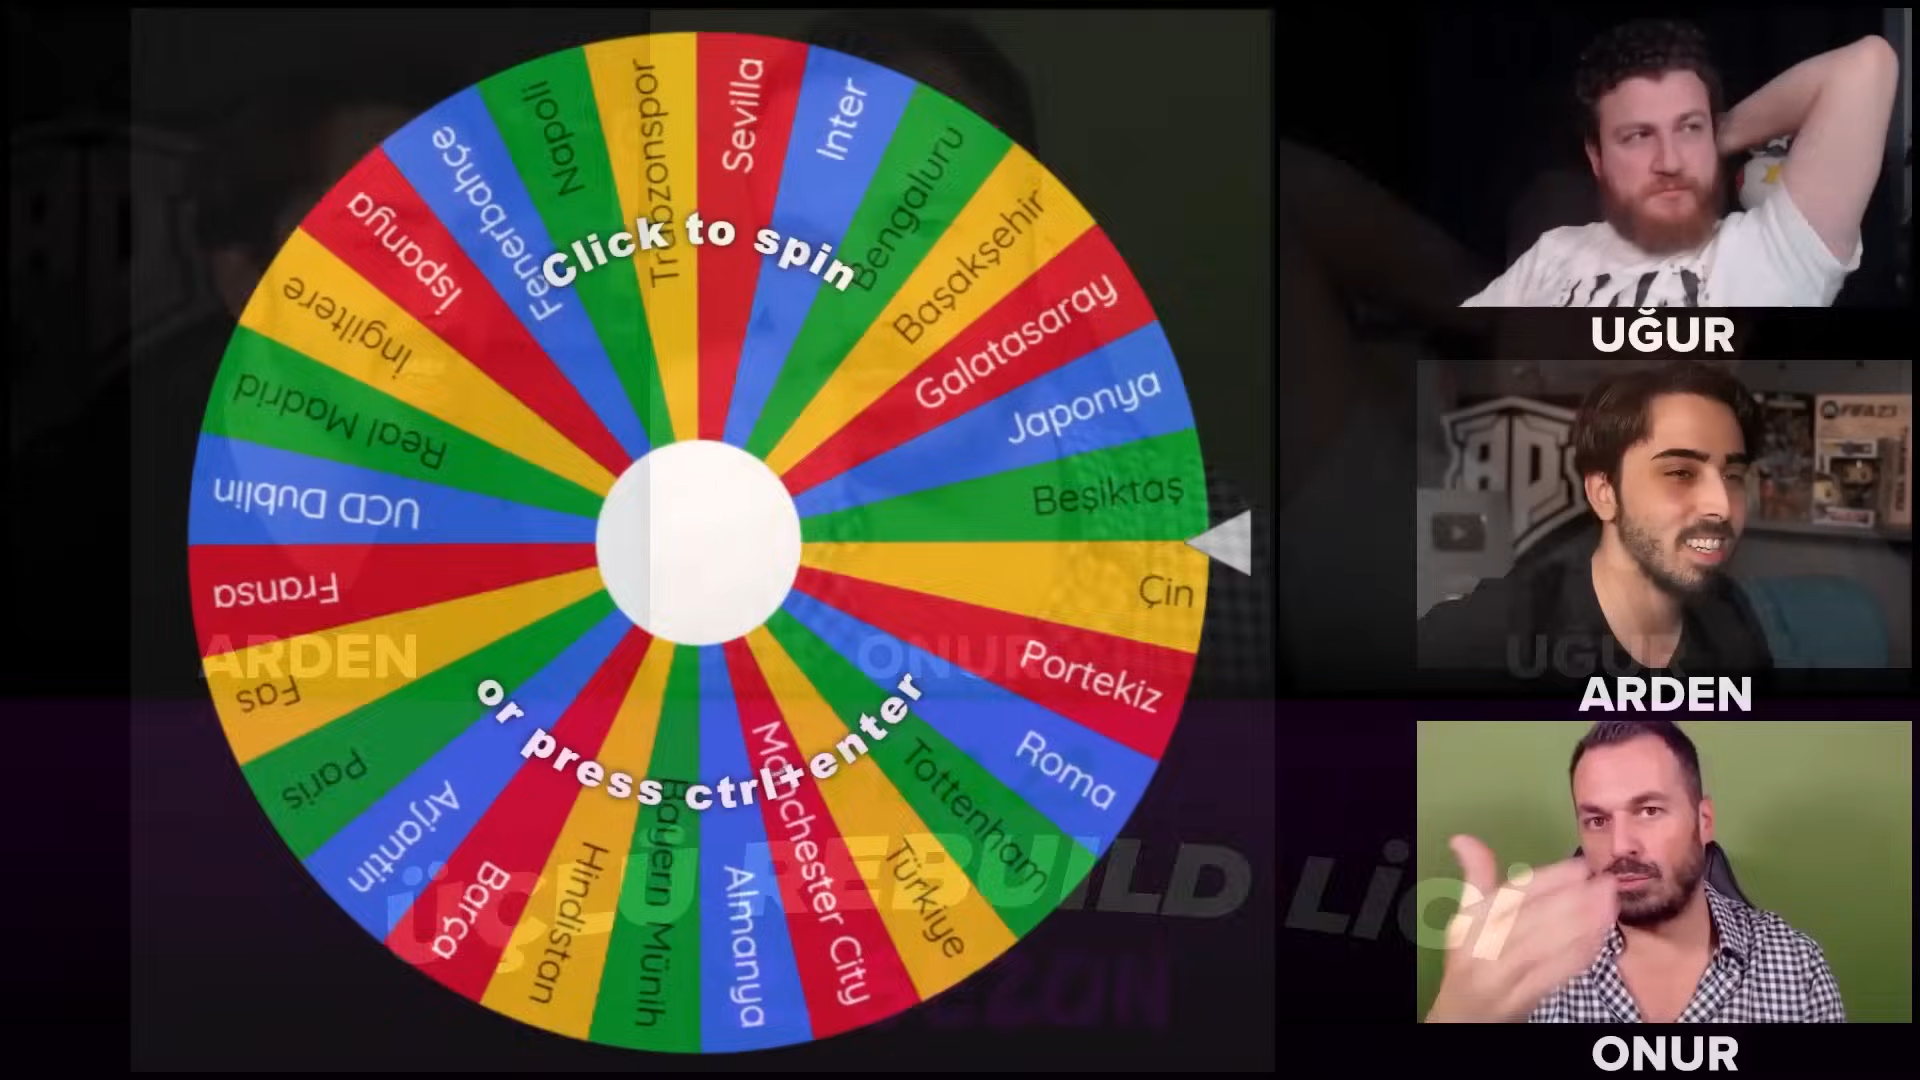 Click to spin
or press ctrl+enter
Sevilla
Inter
Bengaluru
Başakşehir
Galatasaray
Japonya
Beşiktaş
Çin
Portekiz
Roma
Tottenham
Türkiye
Manchester City
Almanya
Bayern Münih
Hindistan
Barça
Arjantin
Paris
Fas
Fransa
UCD Dublin
Real Madrid
İngiltere
İspanya
Fenerbahçe
Napoli
Trabzonspor
UĞUR
FIFA 23
ARDEN
ONUR
ARDEN
ONUR
UĞUR
ÜÇLÜ REBUILD LİGİ